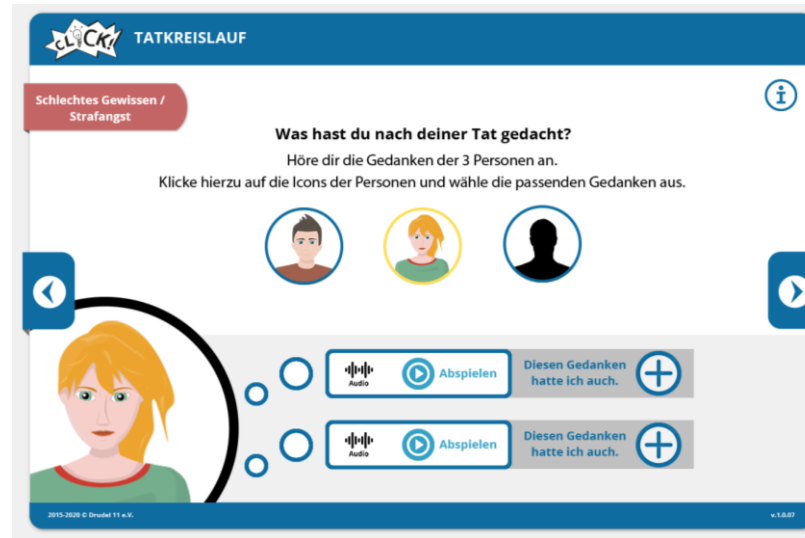 CLICK!
TATKREISLAUF
Schlechtes Gewissen /
Strafangst
i
Was hast du nach deiner Tat gedacht?
Höre dir die Gedanken der 3 Personen an.
Klicke hierzu auf die Icons der Personen und wähle die passenden Gedanken aus.
Audio
Abspielen
Diesen Gedanken
hatte ich auch.
Audio
Abspielen
Diesen Gedanken
hatte ich auch.
2015-2020 © Drudel 11 e.V.
v.1.0.07